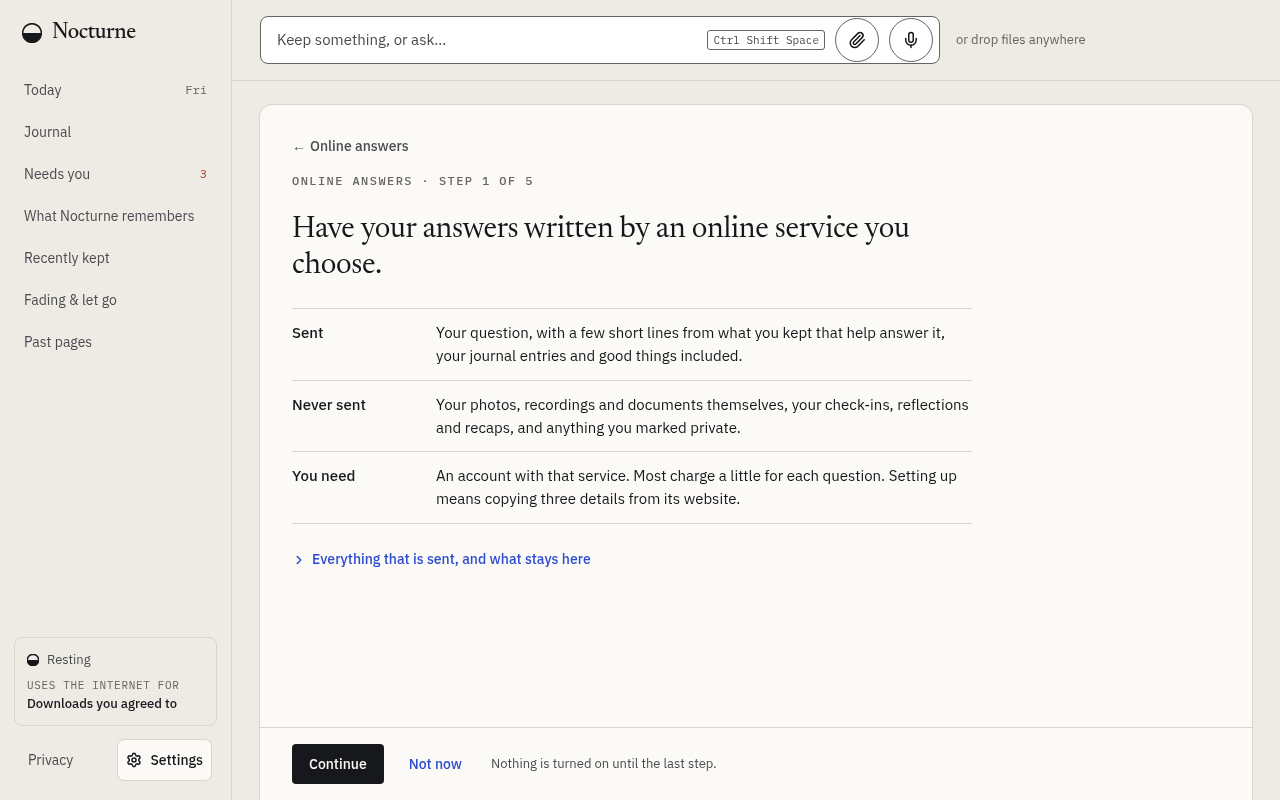 Nocturne
Keep something, or ask...
Ctrl Shift Space
or drop files anywhere
Today
Fri
Journal
Needs you
3
What Nocturne remembers
Recently kept
Fading & let go
Past pages
← Online answers
ONLINE ANSWERS · STEP 1 OF 5
Have your answers written by an online service you
choose.
Sent
Your question, with a few short lines from what you kept that help answer it,
your journal entries and good things included.
Never sent
Your photos, recordings and documents themselves, your check-ins, reflections
and recaps, and anything you marked private.
You need
An account with that service. Most charge a little for each question. Setting up
means copying three details from its website.
Everything that is sent, and what stays here
Resting
USES THE INTERNET FOR
Downloads you agreed to
Privacy
Settings
Continue
Not now
Nothing is turned on until the last step.